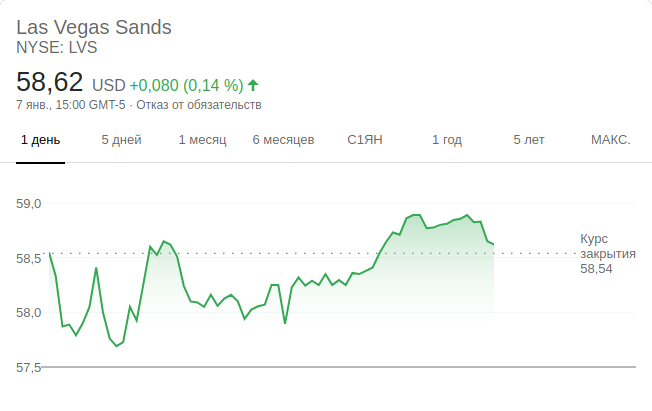 Las Vegas Sands
NYSE: LVS
58,62 USD +0,080 (0,14 %)
7 янв., 15:00 GMT-5 · Отказ от обязательств
1 день 5 дней 1 месяц 6 месяцев С1ЯН 1 год 5 лет МАКС.
59,0
58,5
58,0
57,5
Курс
закрытия
58,54